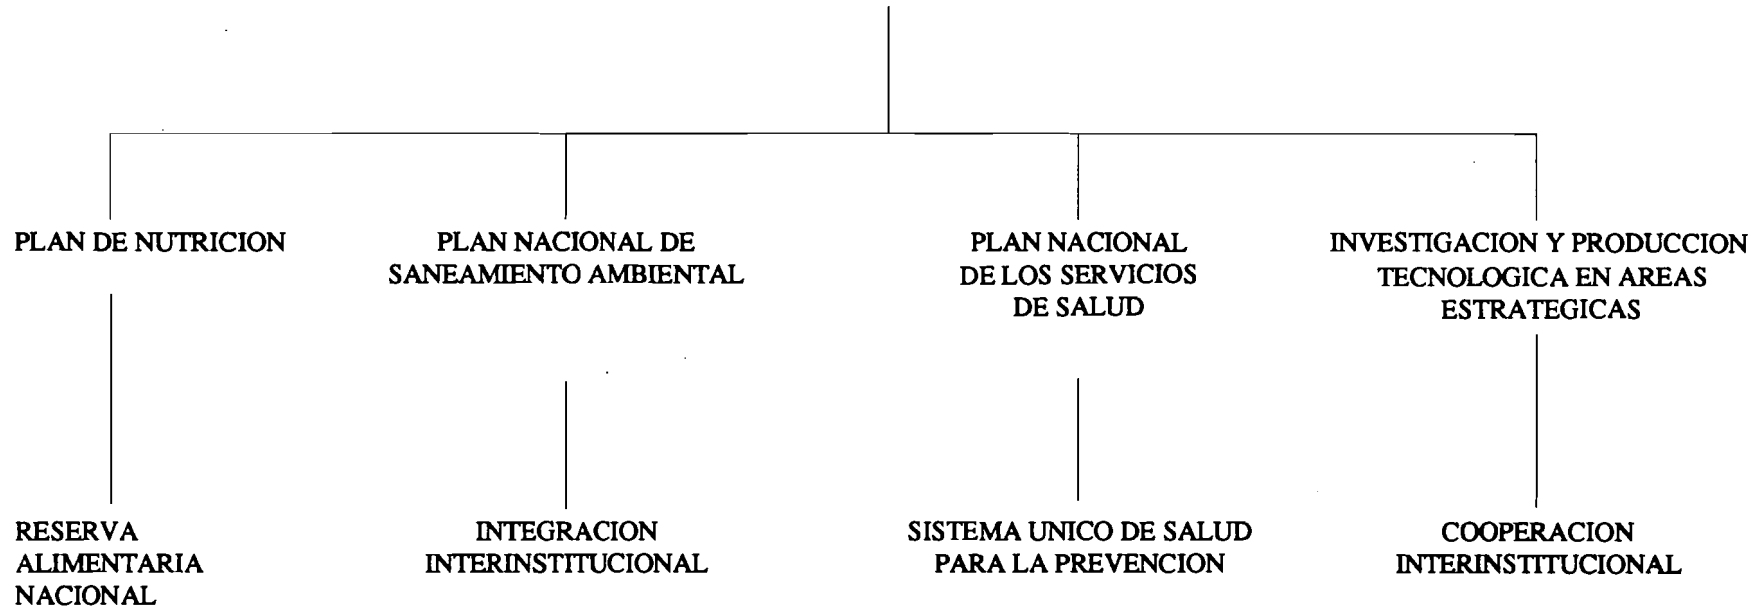 PLAN DE NUTRICION
PLAN NACIONAL DE
SANEAMIENTO AMBIENTAL
PLAN NACIONAL
DE LOS SERVICIOS
DE SALUD
INVESTIGACION Y PRODUCCION
TECNOLOGICA EN AREAS
ESTRATEGICAS
RESERVA
ALIMENTARIA
NACIONAL
INTEGRACION
INTERINSTITUCIONAL
SISTEMA UNICO DE SALUD
PARA LA PREVENCION
COOPERACION
INTERINSTITUCIONAL